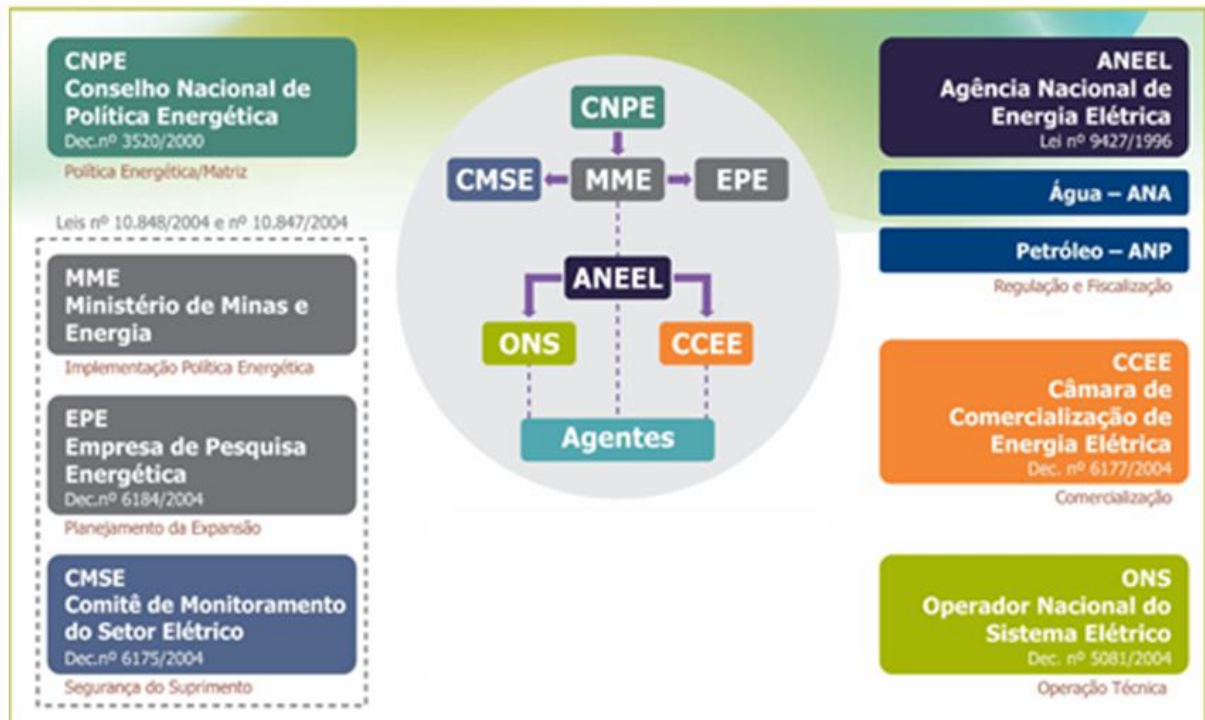 CNPE
Conselho Nacional de
Política Energética
Dec.nº 3520/2000
Política Energética/Matriz
Leis nº 10.848/2004 e nº 10.847/2004
MME
Ministério de Minas e
Energia
Implementação Política Energética
EPE
Empresa de Pesquisa
Energética
Dec.nº 6184/2004
Planejamento da Expansão
CMSE
Comitê de Monitoramento
do Setor Elétrico
Dec.nº 6175/2004
Segurança do Suprimento
CNPE
CMSE MME EPE
ANEEL
ONS CCEE
Agentes
ANEEL
Agência Nacional de
Energia Elétrica
Lei nº 9427/1996
Água – ANA
Petróleo – ANP
Regulação e Fiscalização
CCEE
Câmara de
Comercialização de
Energia Elétrica
Dec. nº 6177/2004
Comercialização
ONS
Operador Nacional do
Sistema Elétrico
Dec. nº 5081/2004
Operação Técnica